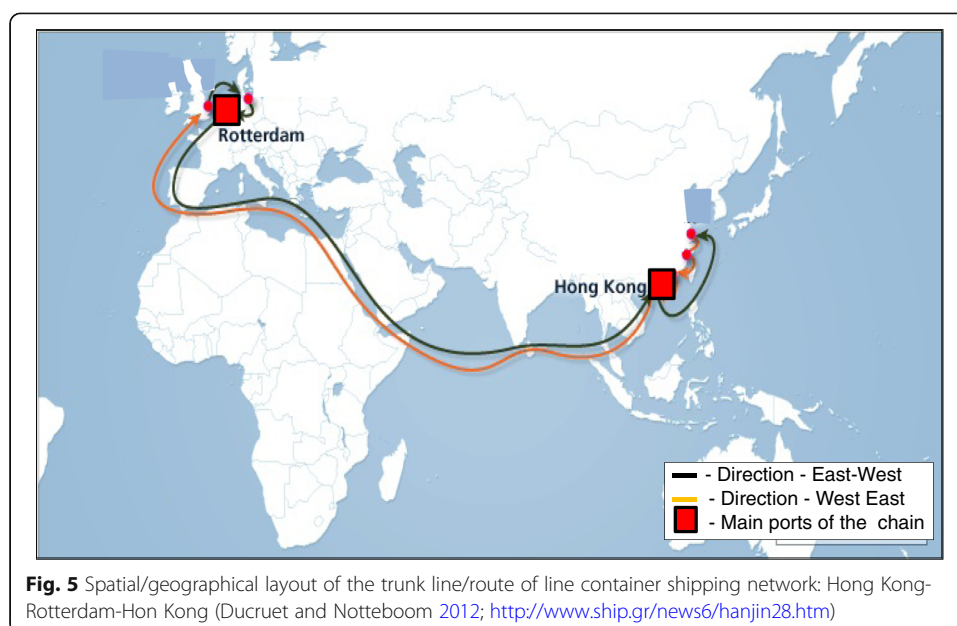 Rotterdam
Hong Kong
- Direction - East-West
- Direction - West East
- Main ports of the chain
Fig. 5 Spatial/geographical layout of the trunk line/route of line container shipping network: Hong Kong-
Rotterdam-Hon Kong (Ducruet and Notteboom 2012; http://www.ship.gr/news6/hanjin28.htm)